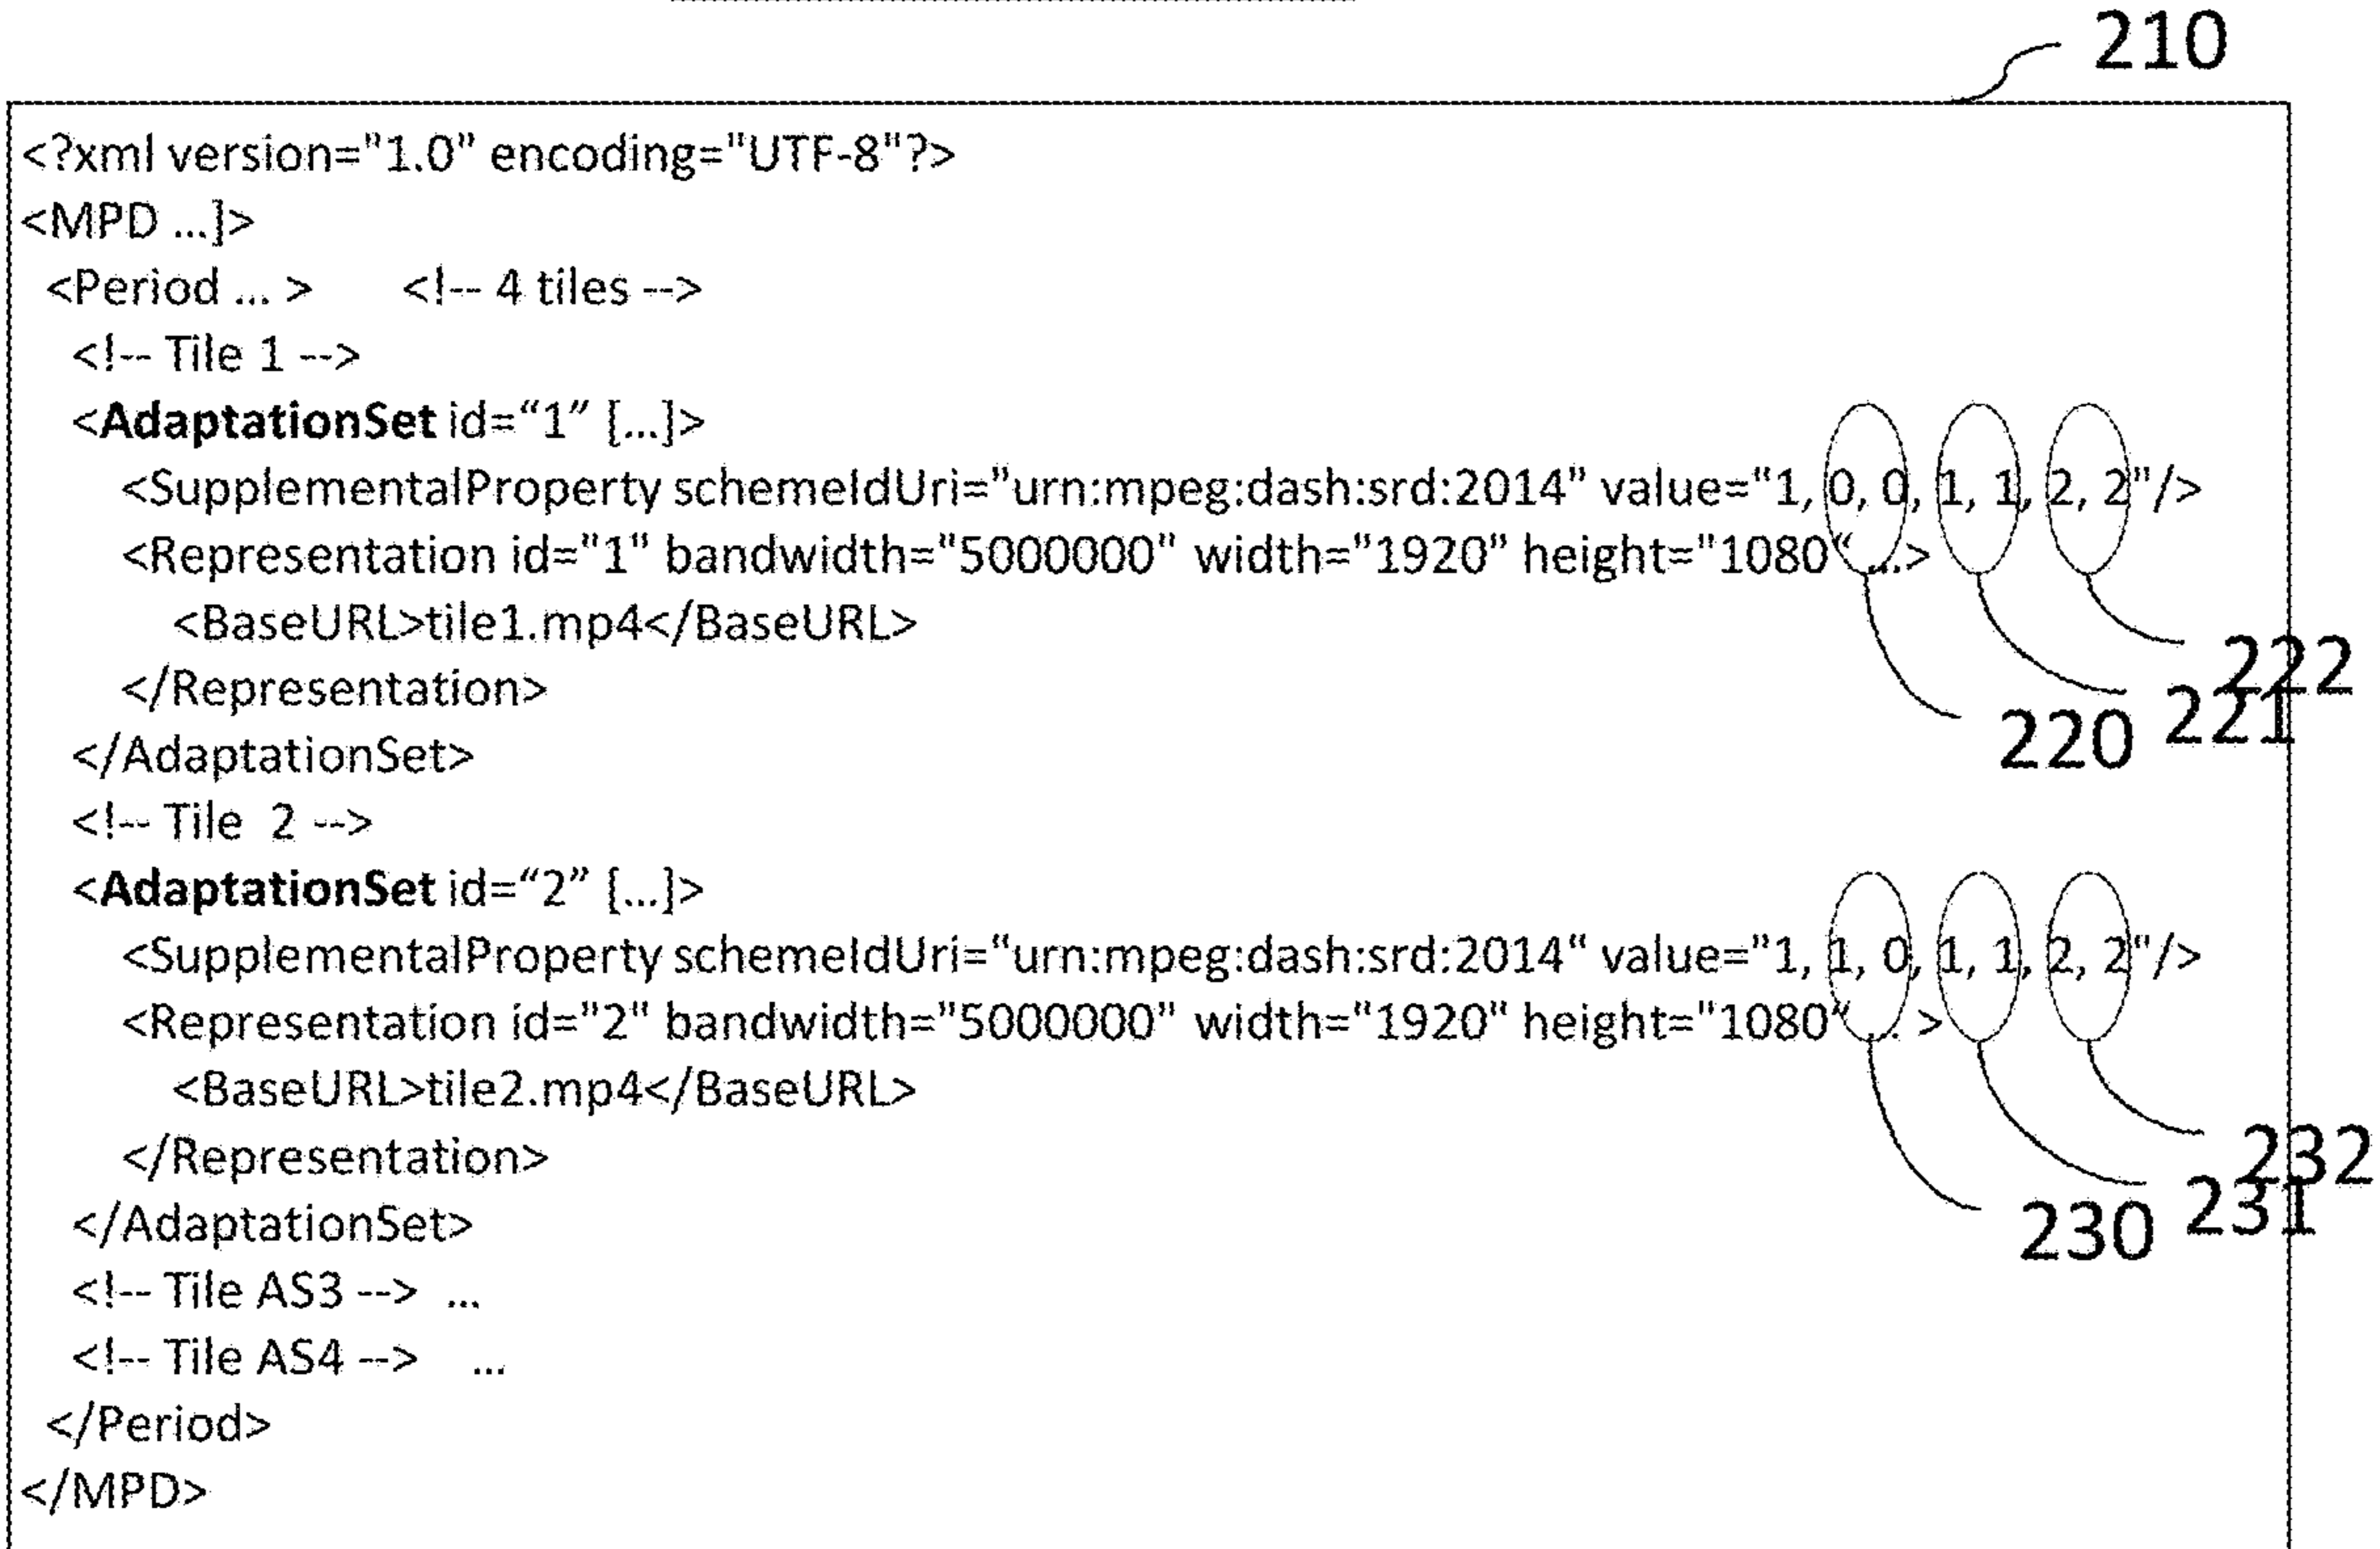 210
<?xml version="1.0" encoding="UTF-8"?>
<MPD ...]>
<Period ... > <!-- 4 tiles -->
<!-- Tile 1 -->
<AdaptationSet id=“1” [...]>
<SupplementalProperty schemeIdUri="urn:mpeg:dash:srd:2014" value="1, 0, 0, 1, 1, 2, 2"/>
<Representation id="1" bandwidth="5000000" width="1920" height="1080“ ...>
<BaseURL>tile1.mp4</BaseURL>
222
</Representation>
221
220
</AdaptationSet>
<!-- Tile 2 -->
<AdaptationSet id=“2” [...]>
<SupplementalProperty schemeIdUri="urn:mpeg:dash:srd:2014“ value="1, 1, 0, 1, 1, 2, 2"/>
<Representation id="2" bandwidth="5000000" width="1920" height="1080“ ... >
<BaseURL>tile2.mp4</BaseURL>
232
</Representation>
231
230
</AdaptationSet>
<!-- Tile AS3 --> ...
<!-- Tile AS4 --> ...
</Period>
</MPD>